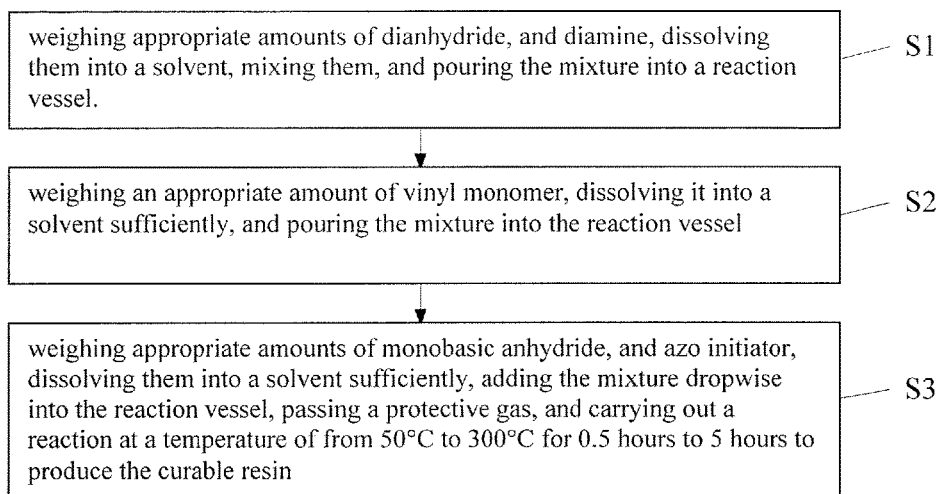 weighing appropriate amounts of dianhydride, and diamine, dissolving
them into a solvent, mixing them, and pouring the mixture into a reaction
vessel.
S1
weighing an appropriate amount of vinyl monomer, dissolving it into a
solvent sufficiently, and pouring the mixture into the reaction vessel
S2
weighing appropriate amounts of monobasic anhydride, and azo initiator,
dissolving them into a solvent sufficiently, adding the mixture dropwise
into the reaction vessel, passing a protective gas, and carrying out a
reaction at a temperature of from 50°C to 300°C for 0.5 hours to 5 hours to
produce the curable resin
S3